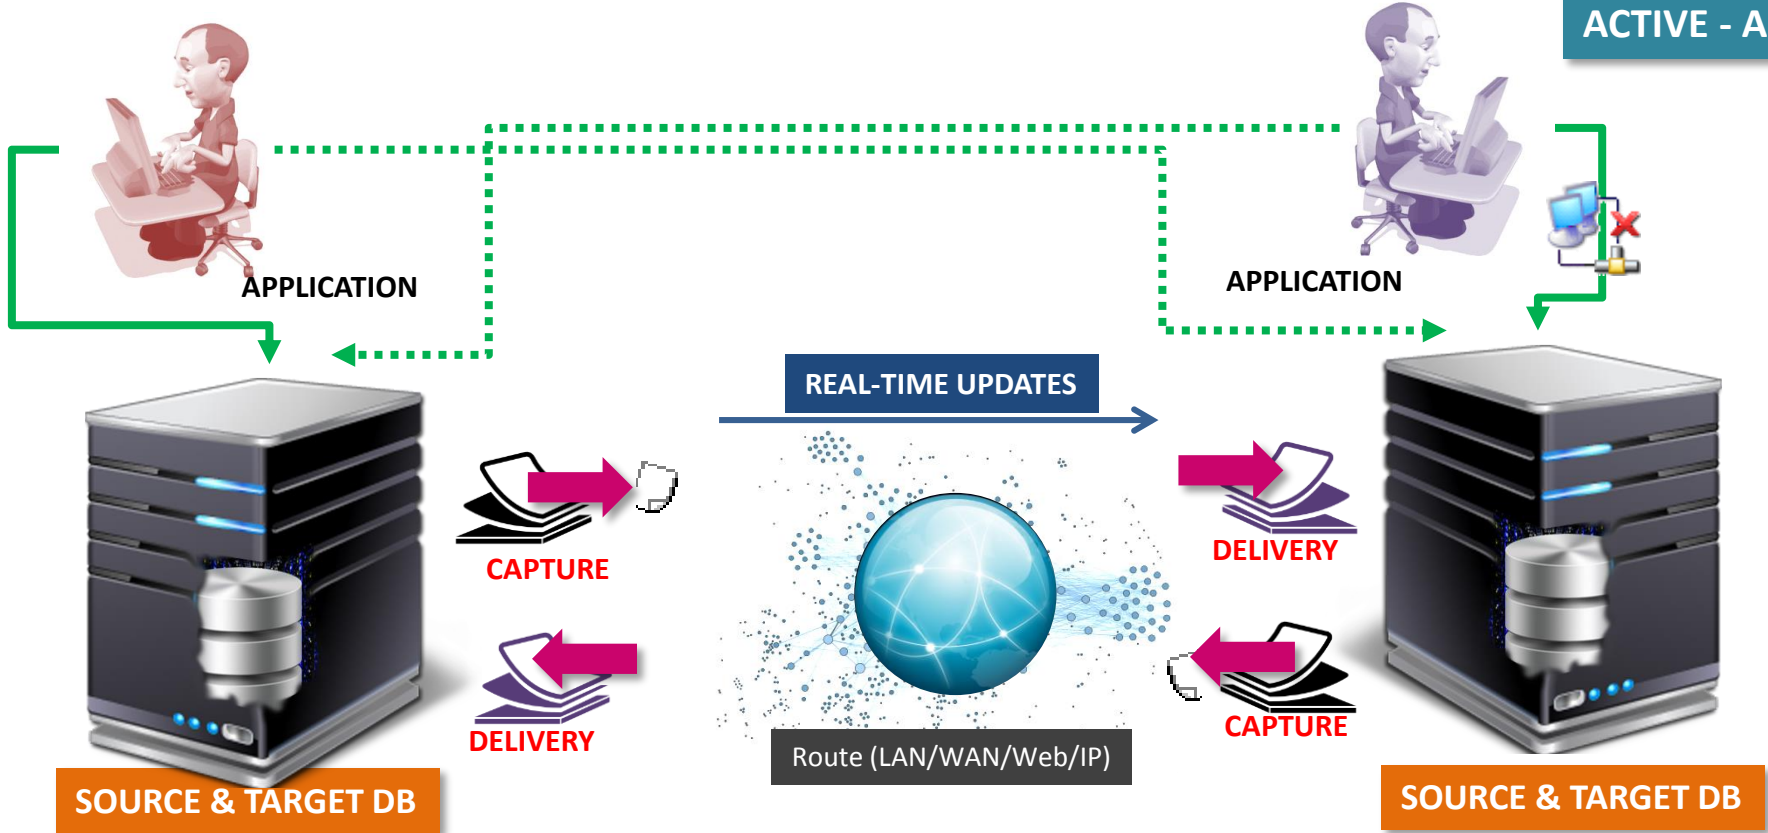 ACTIVE - A
APPLICATION
APPLICATION
REAL-TIME UPDATES
CAPTURE
DELIVERY
DELIVERY
CAPTURE
Route (LAN/WAN/Web/IP)
SOURCE & TARGET DB
SOURCE & TARGET DB